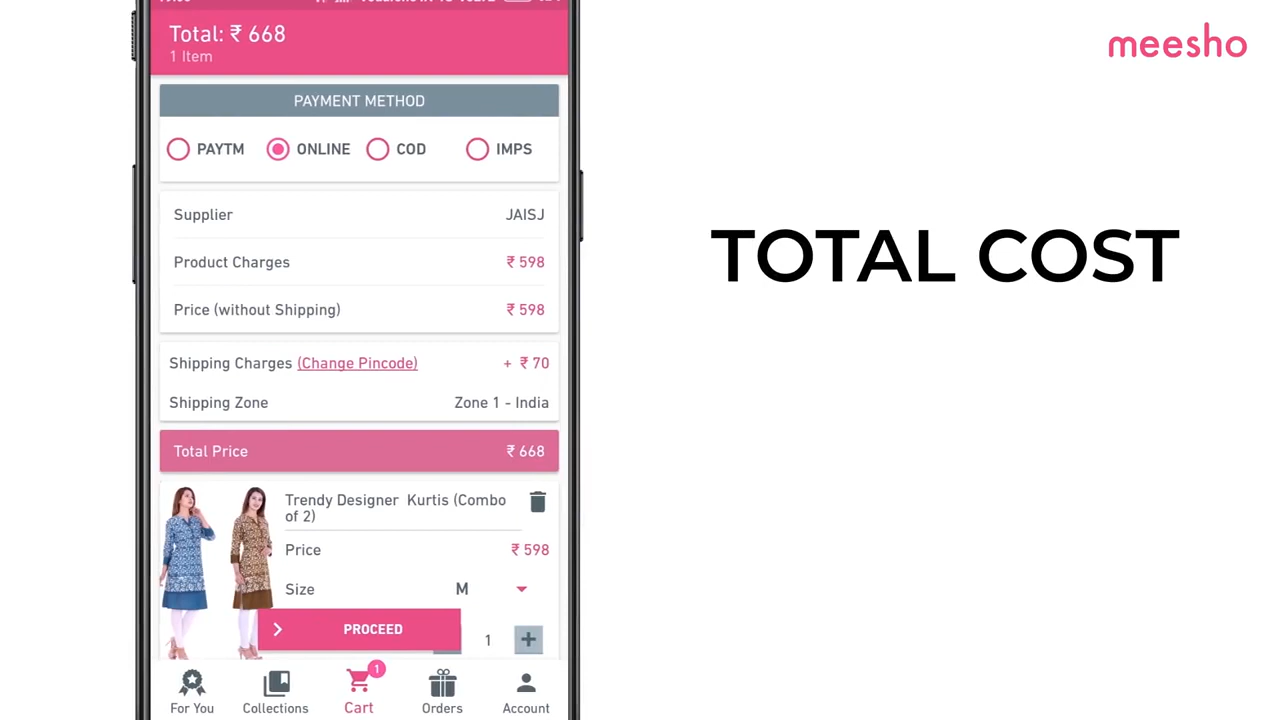 meesho
Total: ₹ 668
1 Item
PAYMENT METHOD
PAYTM ONLINE COD IMPS
Supplier JAISJ
Product Charges ₹ 598
Price (without Shipping) ₹ 598
Shipping Charges (Change Pincode) + ₹ 70
Shipping Zone Zone 1 - India
Total Price ₹ 668
Trendy Designer Kurtis (Combo
of 2)
Price ₹ 598
Size M
PROCEED
1 +
1
For You Collections Cart Orders Account
TOTAL COST